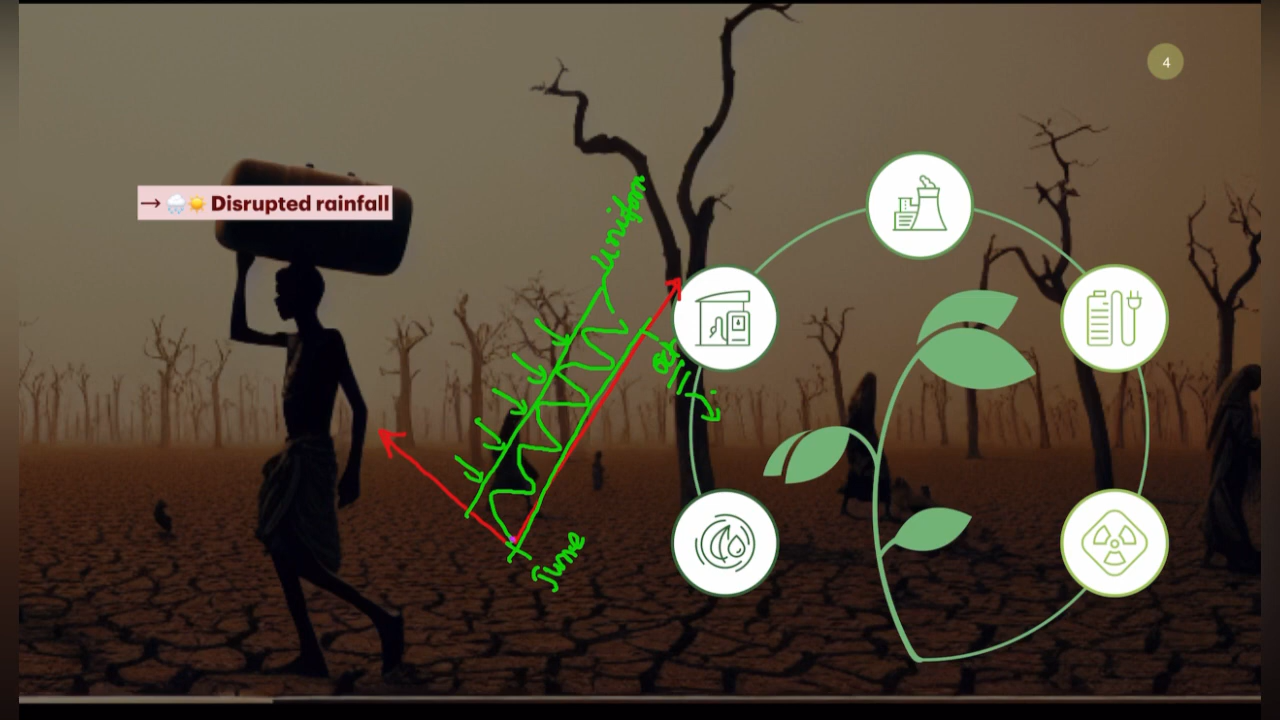 4
→ 🌧️☀️ Disrupted rainfall
Uniform
June